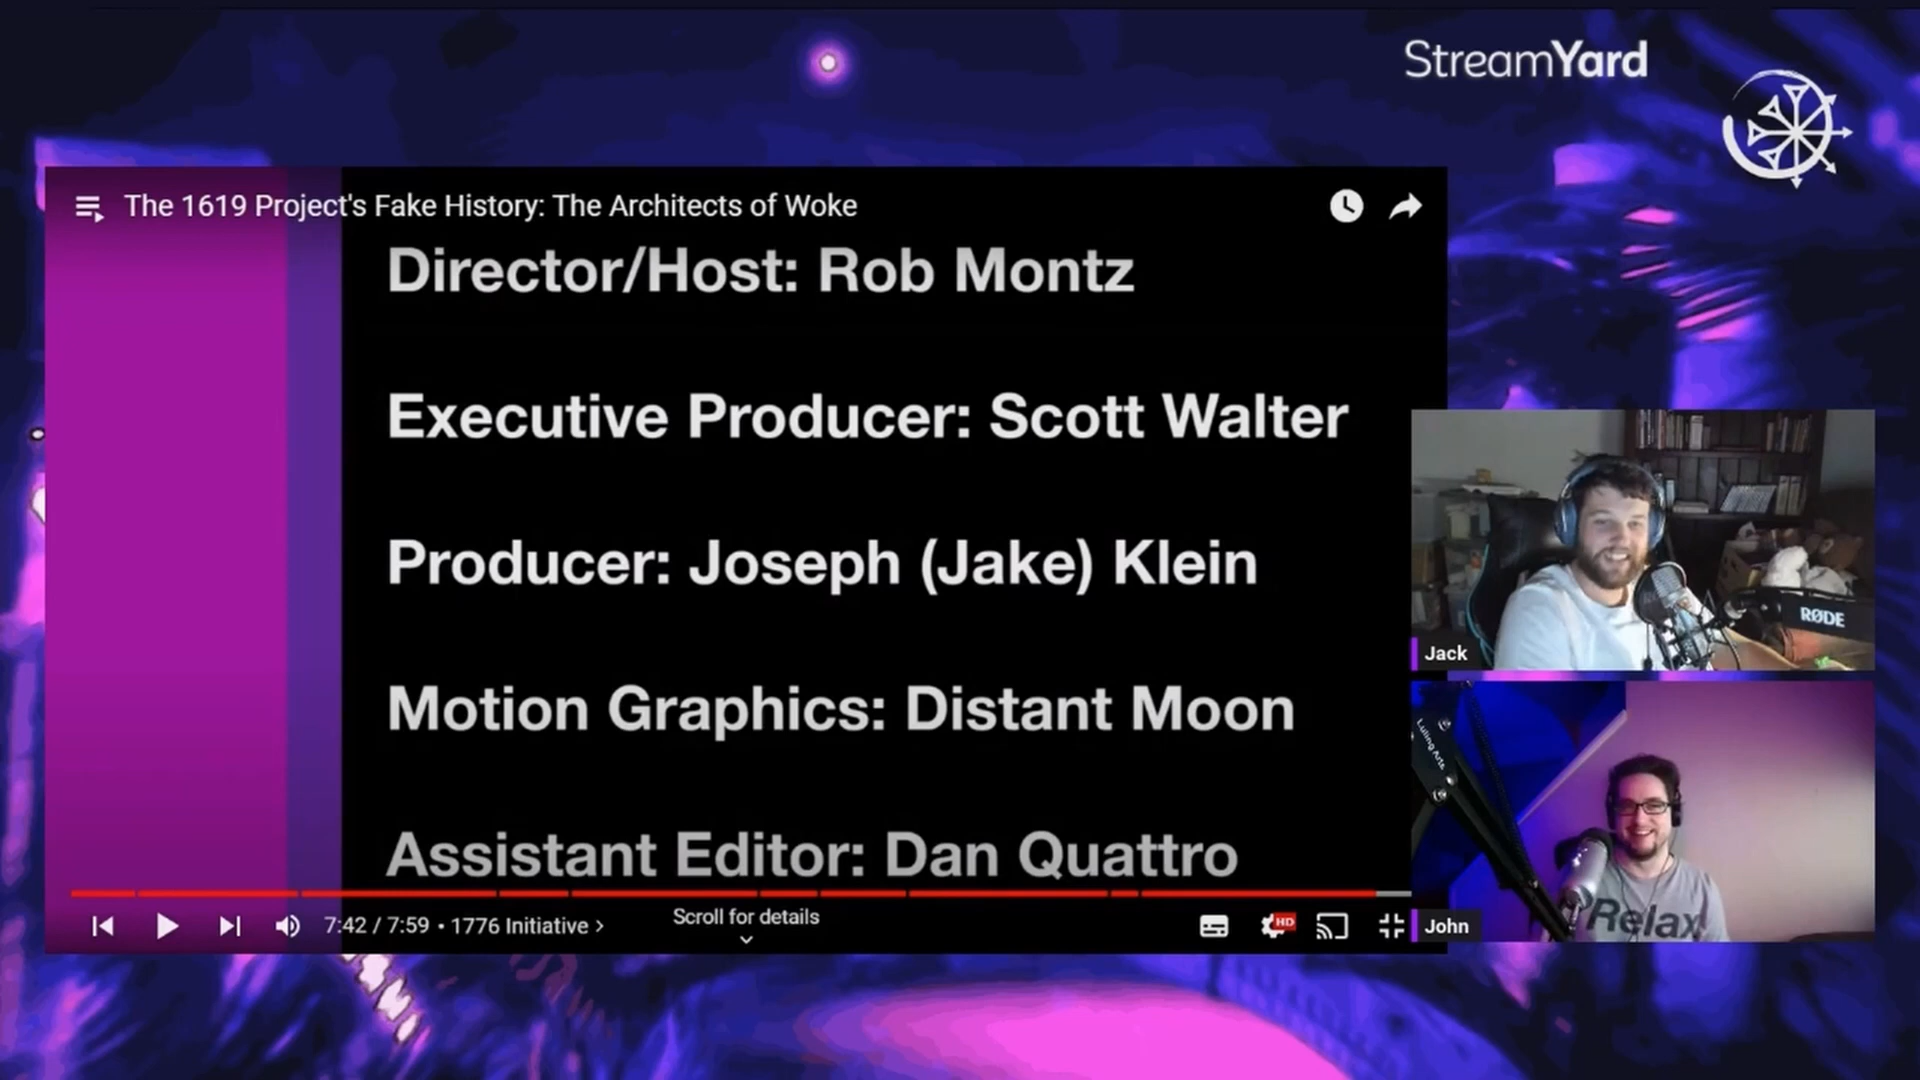 StreamYard
The 1619 Project's Fake History: The Architects of Woke
Director/Host: Rob Montz
Executive Producer: Scott Walter
Producer: Joseph (Jake) Klein
Motion Graphics: Distant Moon
Assistant Editor: Dan Quattro
7:42 / 7:59 • 1776 Initiative >
Scroll for details
HD
RØDE
Jack
Luling Arts
Relax
John